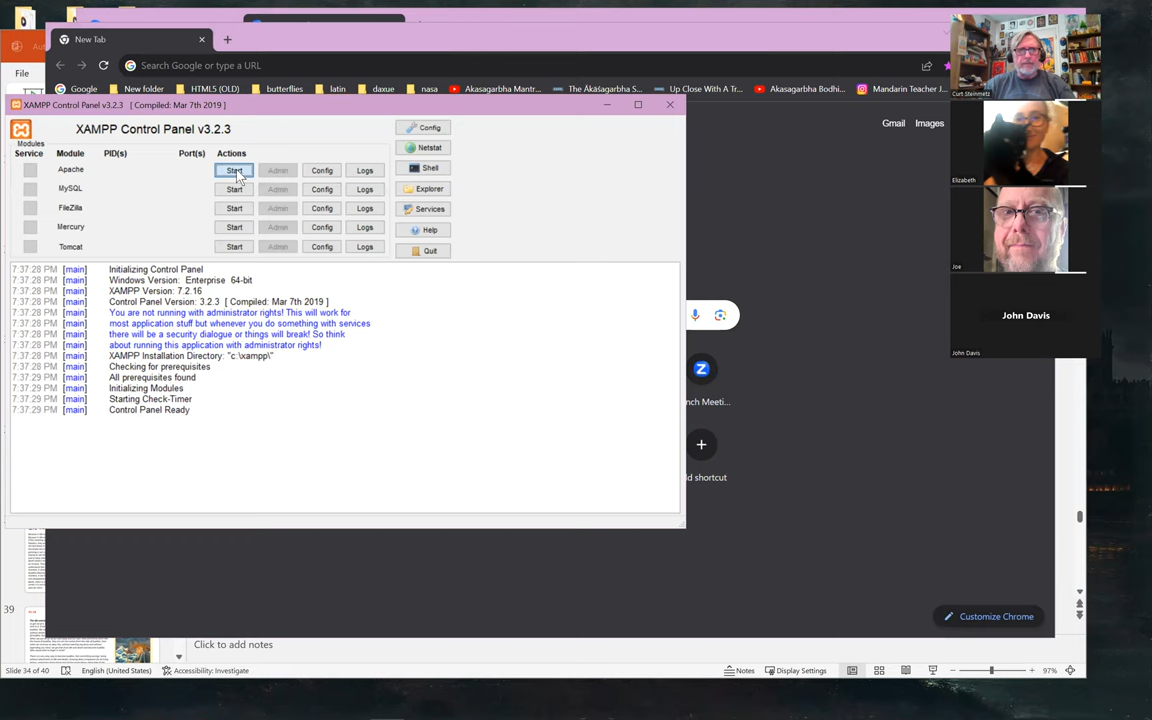 New Tab
Search Google or type a URL
File
Google
New folder
HTML5 (OLD)
butterflies
latin
daxue
nasa
Akasagarbha Mantr...
The Ākāśagarbha S...
Up Close With A Tr...
Akasagarbha Bodhi...
Mandarin Teacher J...
XAMPP Control Panel v3.2.3 [ Compiled: Mar 7th 2019 ]
XAMPP Control Panel v3.2.3
Modules
Service
Module
PID(s)
Port(s)
Actions
Apache
Start
Admin
Config
Logs
MySQL
Start
Admin
Config
Logs
FileZilla
Start
Admin
Config
Logs
Mercury
Start
Admin
Config
Logs
Tomcat
Start
Admin
Config
Logs
Config
Netstat
Shell
Explorer
Services
Help
Quit
7:37:28 PM [main] Initializing Control Panel
7:37:28 PM [main] Windows Version: Enterprise 64-bit
7:37:28 PM [main] XAMPP Version: 7.2.16
7:37:28 PM [main] Control Panel Version: 3.2.3 [ Compiled: Mar 7th 2019 ]
7:37:28 PM [main] You are not running with administrator rights! This will work for
7:37:28 PM [main] most application stuff but whenever you do something with services
7:37:28 PM [main] there will be a security dialogue or things will break! So think
7:37:28 PM [main] about running this application with administrator rights!
7:37:28 PM [main] XAMPP Installation Directory: "c:\xampp\"
7:37:28 PM [main] Checking for prerequisites
7:37:29 PM [main] All prerequisites found
7:37:29 PM [main] Initializing Modules
7:37:29 PM [main] Starting Check-Timer
7:37:29 PM [main] Control Panel Ready
Gmail
Images
nch Meeti...
d shortcut
Customize Chrome
Curt Steinmetz
Elizabeth
Joe
John Davis
John Davis
39
Click to add notes
Slide 34 of 40
English (United States)
Accessibility: Investigate
Notes
Display Settings
97%